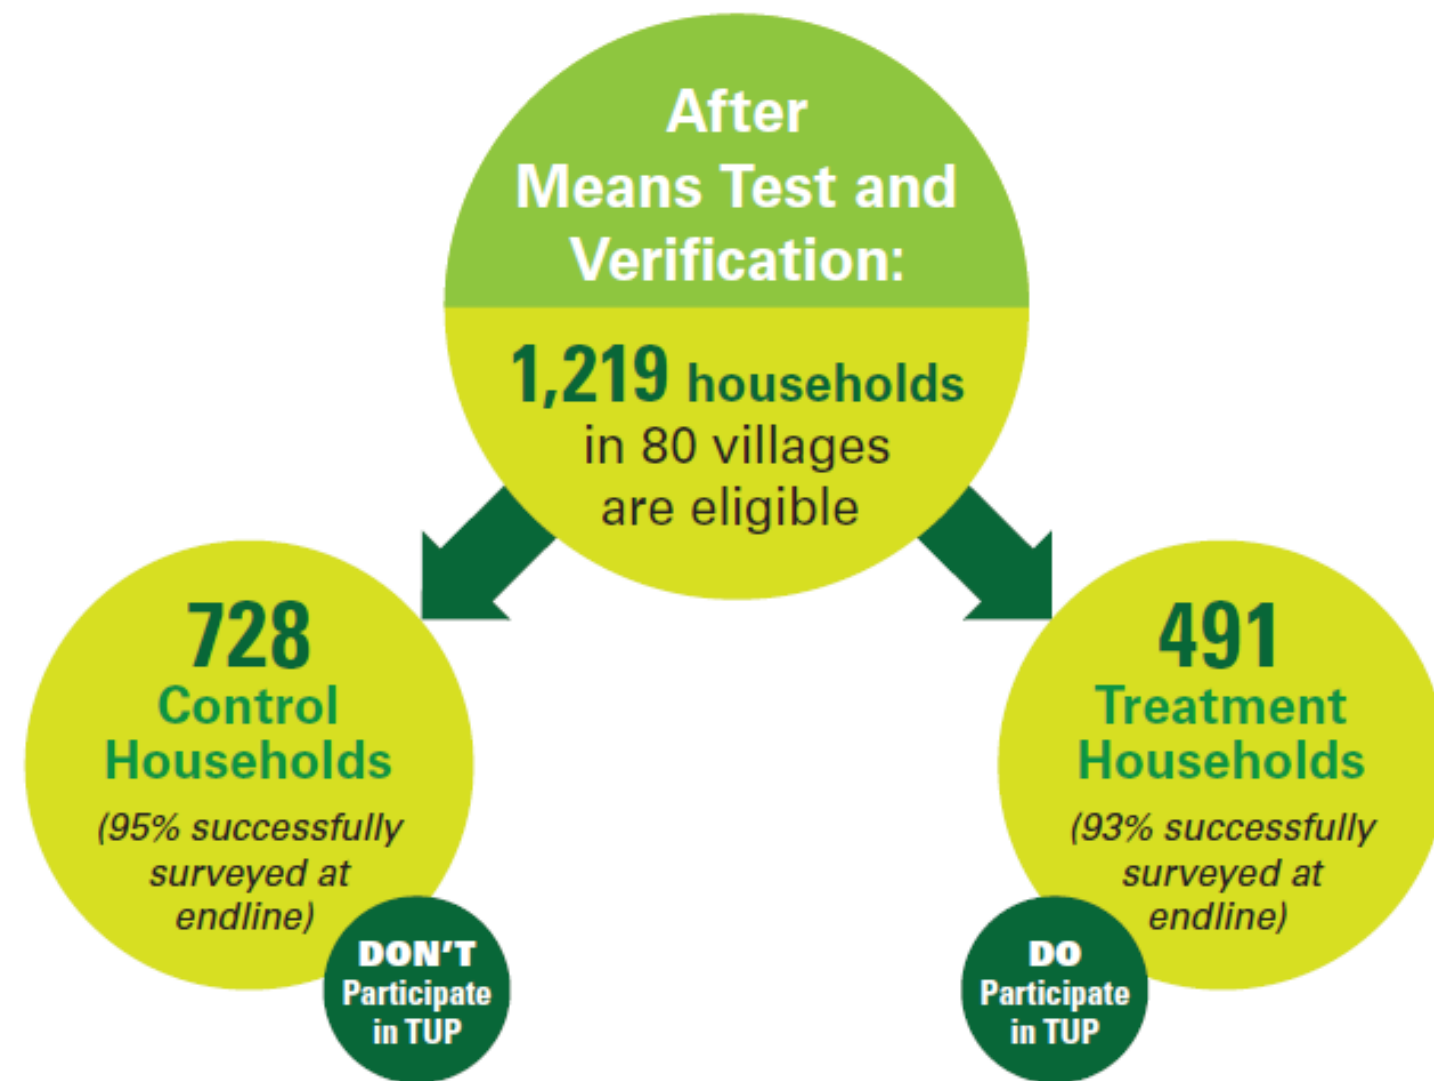 After
Means Test and
Verification:
1,219 households
in 80 villages
are eligible
728
Control
Households
(95% successfully
surveyed at
endline)
DON'T
Participate
in TUP
491
Treatment
Households
(93% successfully
surveyed at
endline)
DO
Participate
in TUP